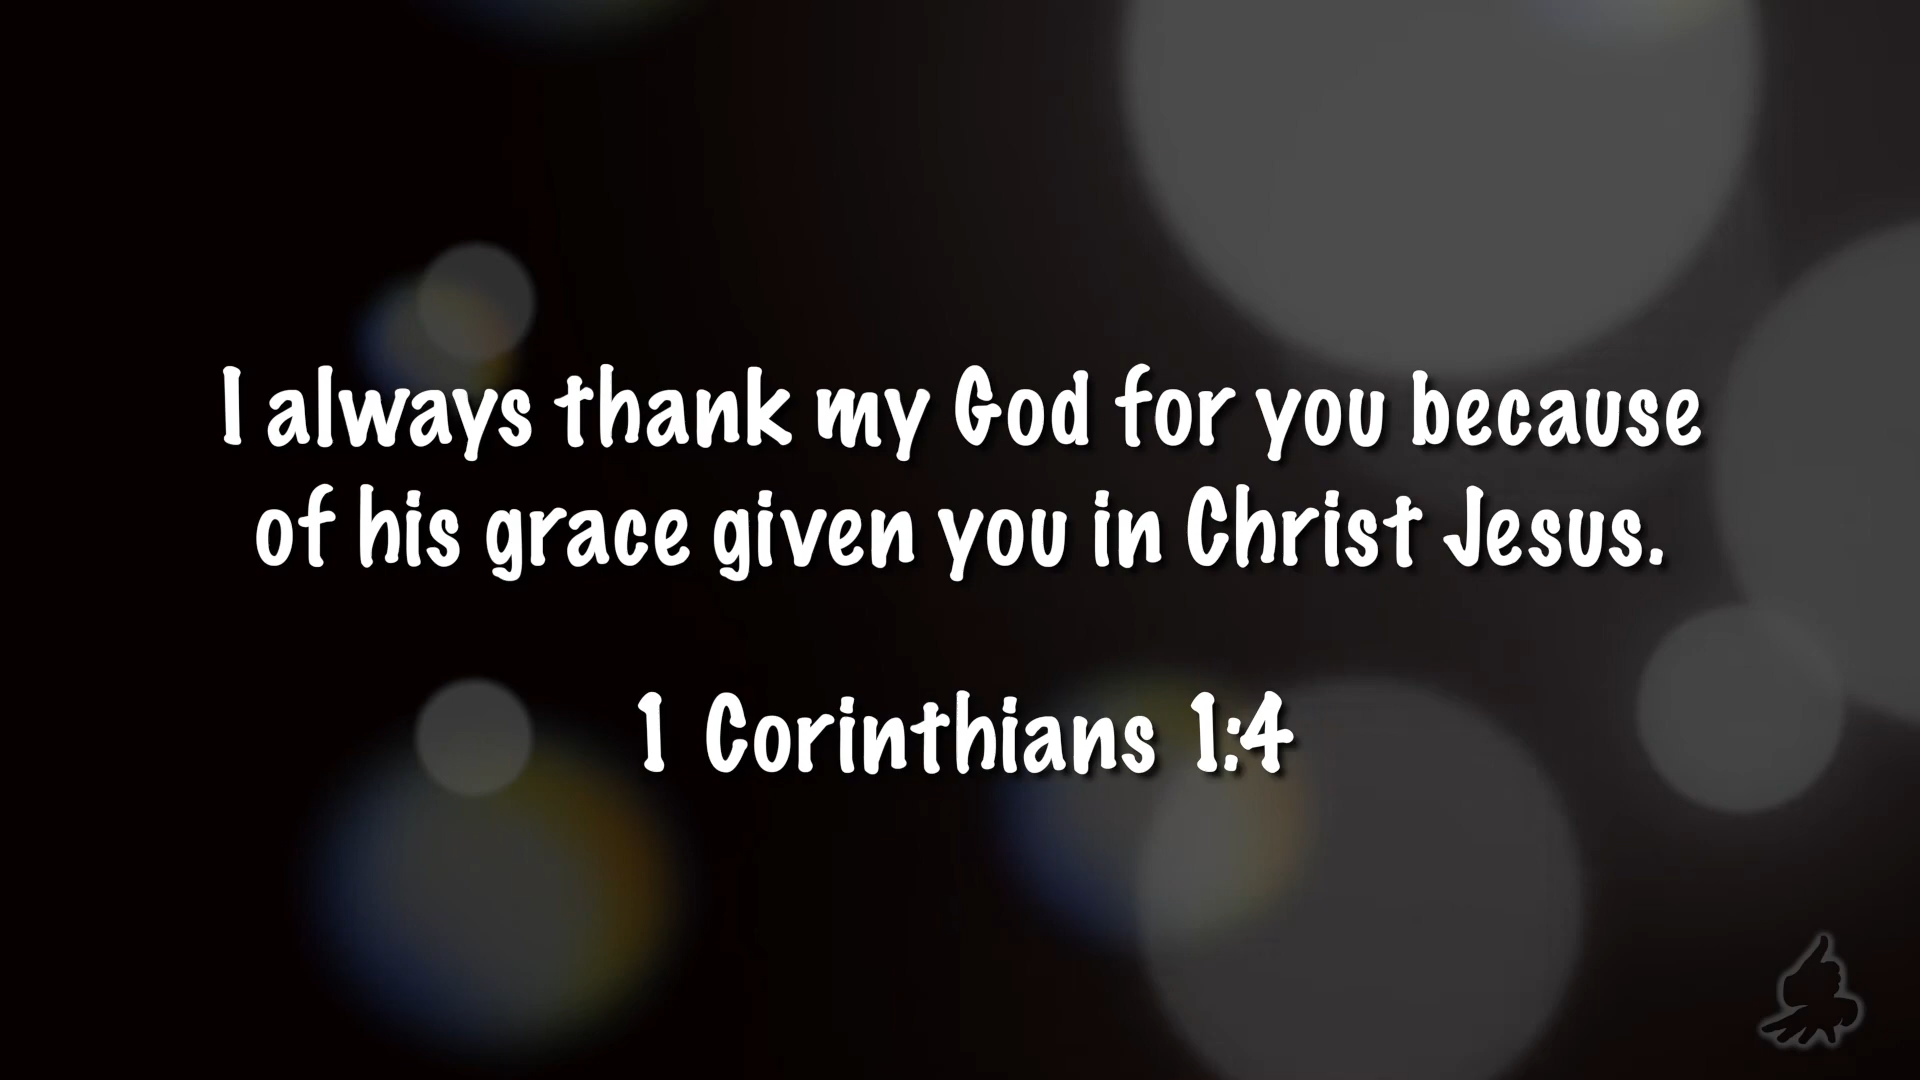 I always thank my God for you because
of his grace given you in Christ Jesus.
1 Corinthians 1:4